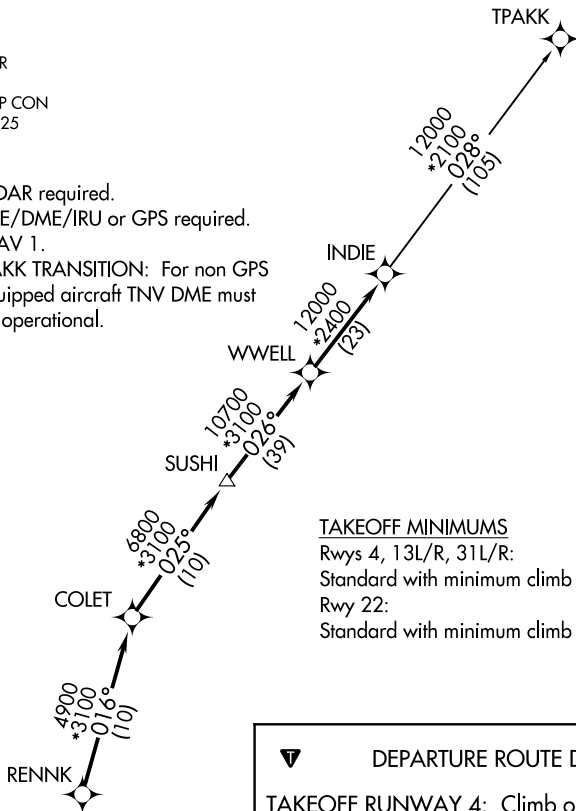 TPAKK
R
P CON
25
12000
*2100
028°
(105)
DAR required.
E/DME/IRU or GPS required.
AV 1.
AKK TRANSITION: For non GPS
uipped aircraft TNV DME must
operational.
INDIE
12000
*2400
(23)
WWELL
10700
*3100
026°
(39)
SUSHI
6800
*3100
025°
(10)
TAKEOFF MINIMUMS
Rwys 4, 13L/R, 31L/R:
Standard with minimum climb
Rwy 22:
Standard with minimum climb
COLET
4900
*3100
016°
(10)
RENNK
T
DEPARTURE ROUTE D
TAKEOFF RUNWAY 4: Climb o